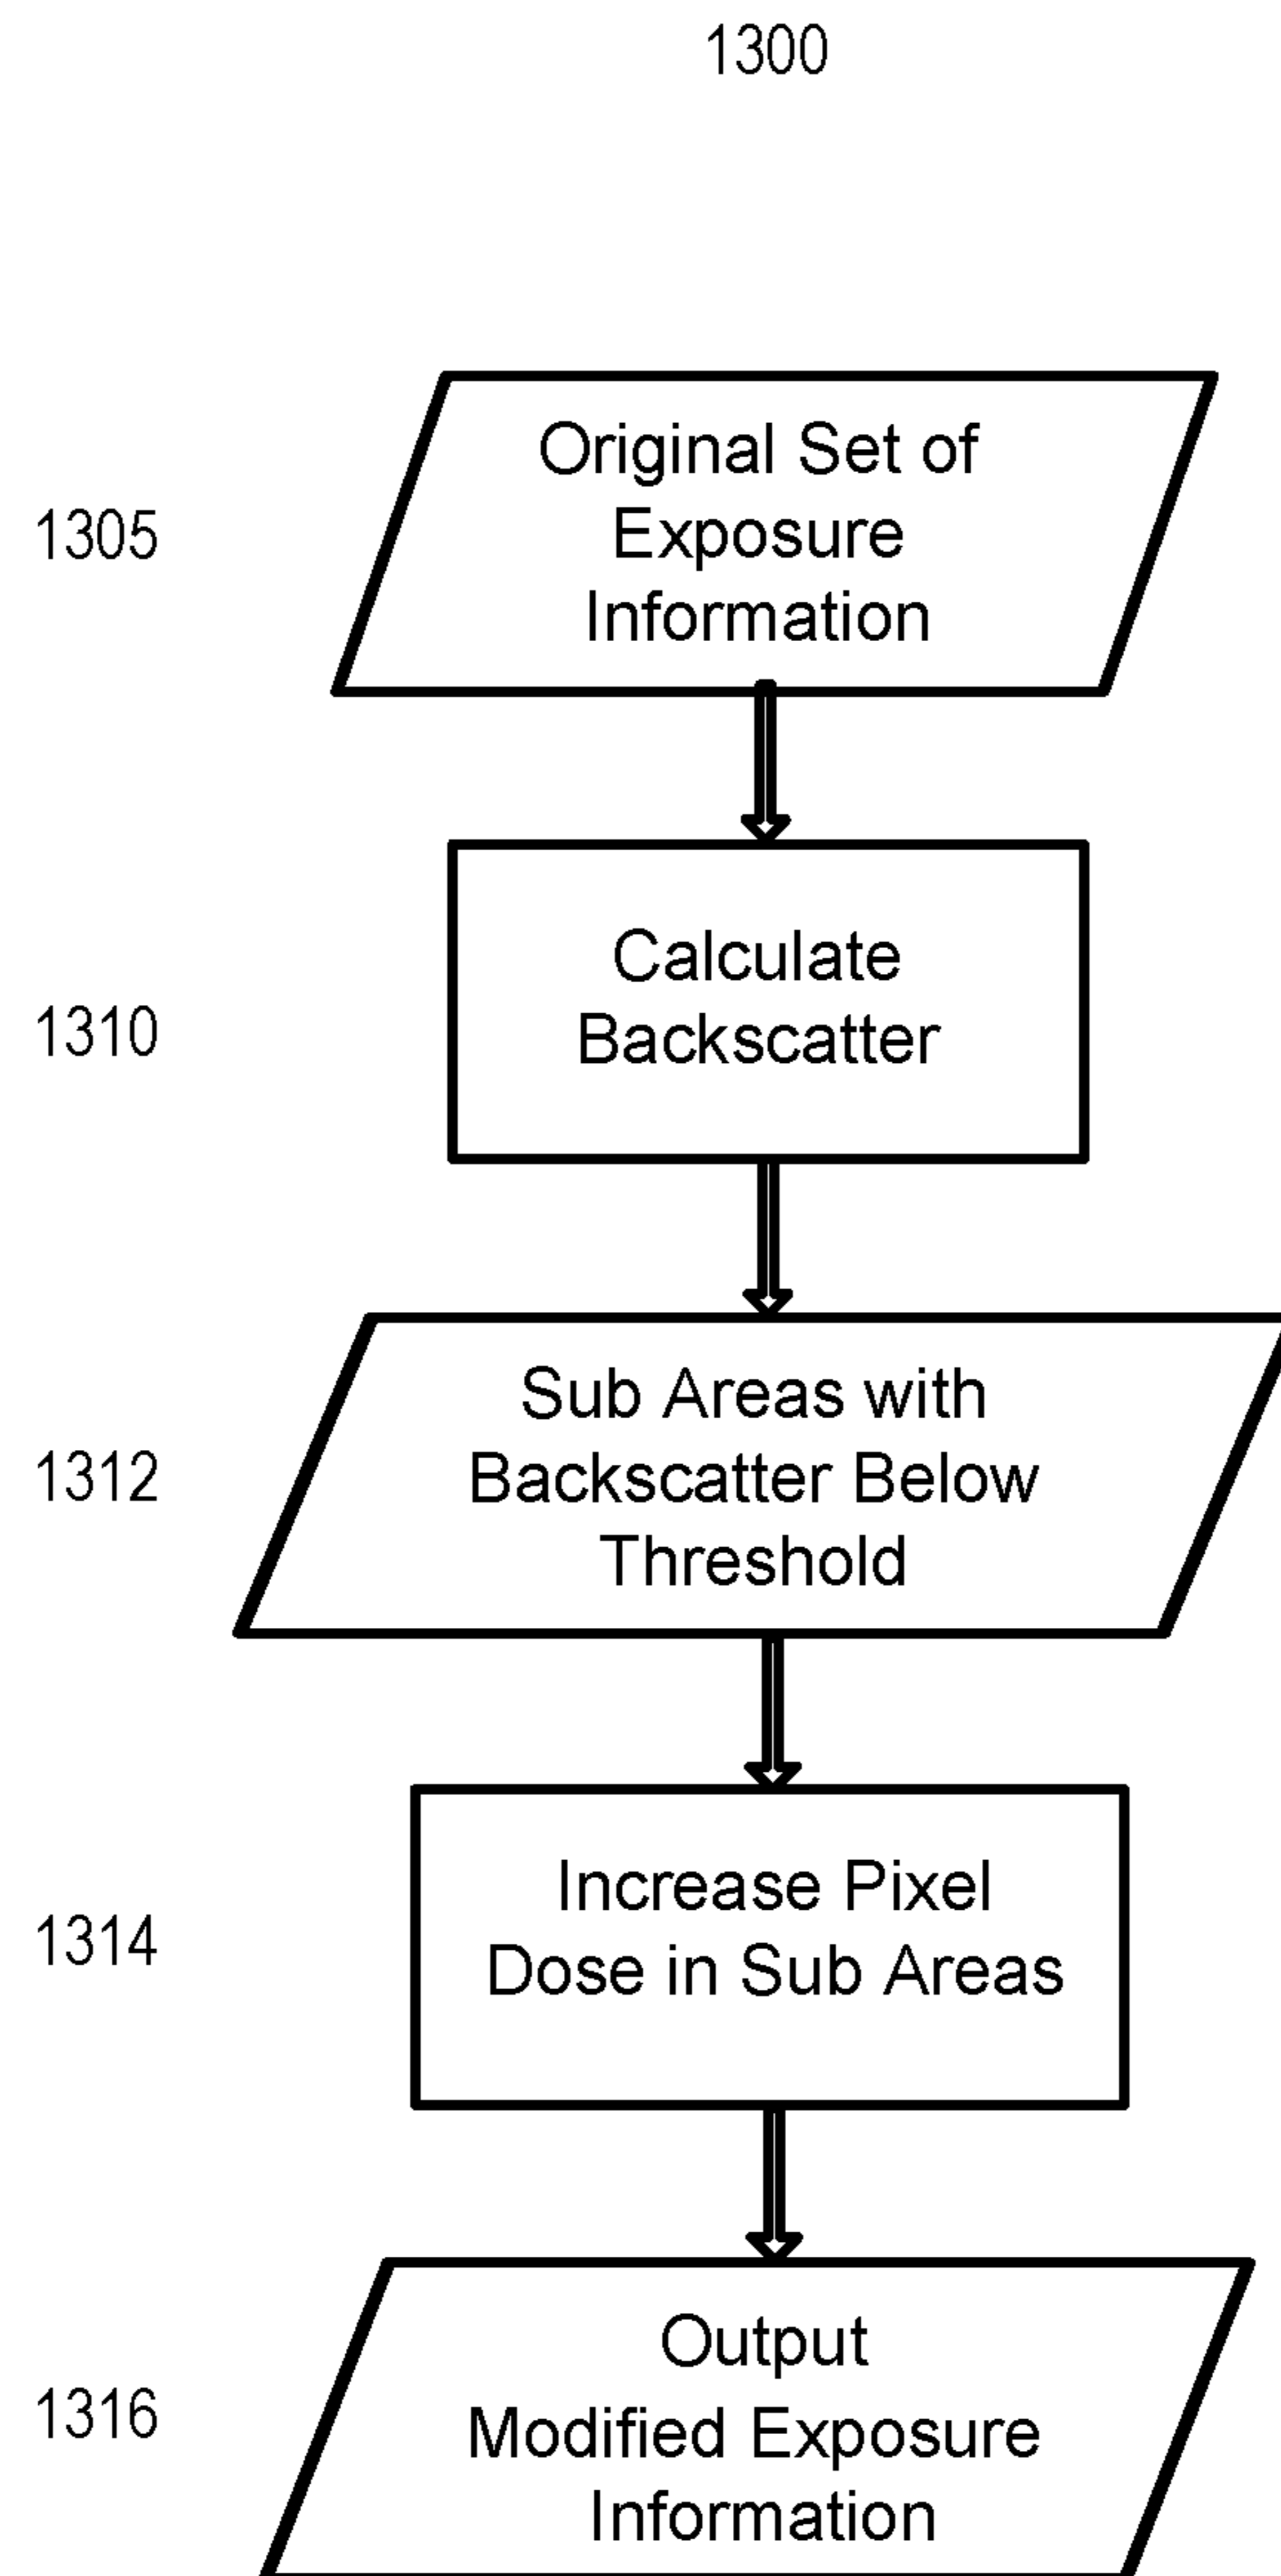 1300
1305
Original Set of
Exposure
Information
1310
Calculate
Backscatter
1312
Sub Areas with
Backscatter Below
Threshold
1314
Increase Pixel
Dose in Sub Areas
1316
Output
Modified Exposure
Information